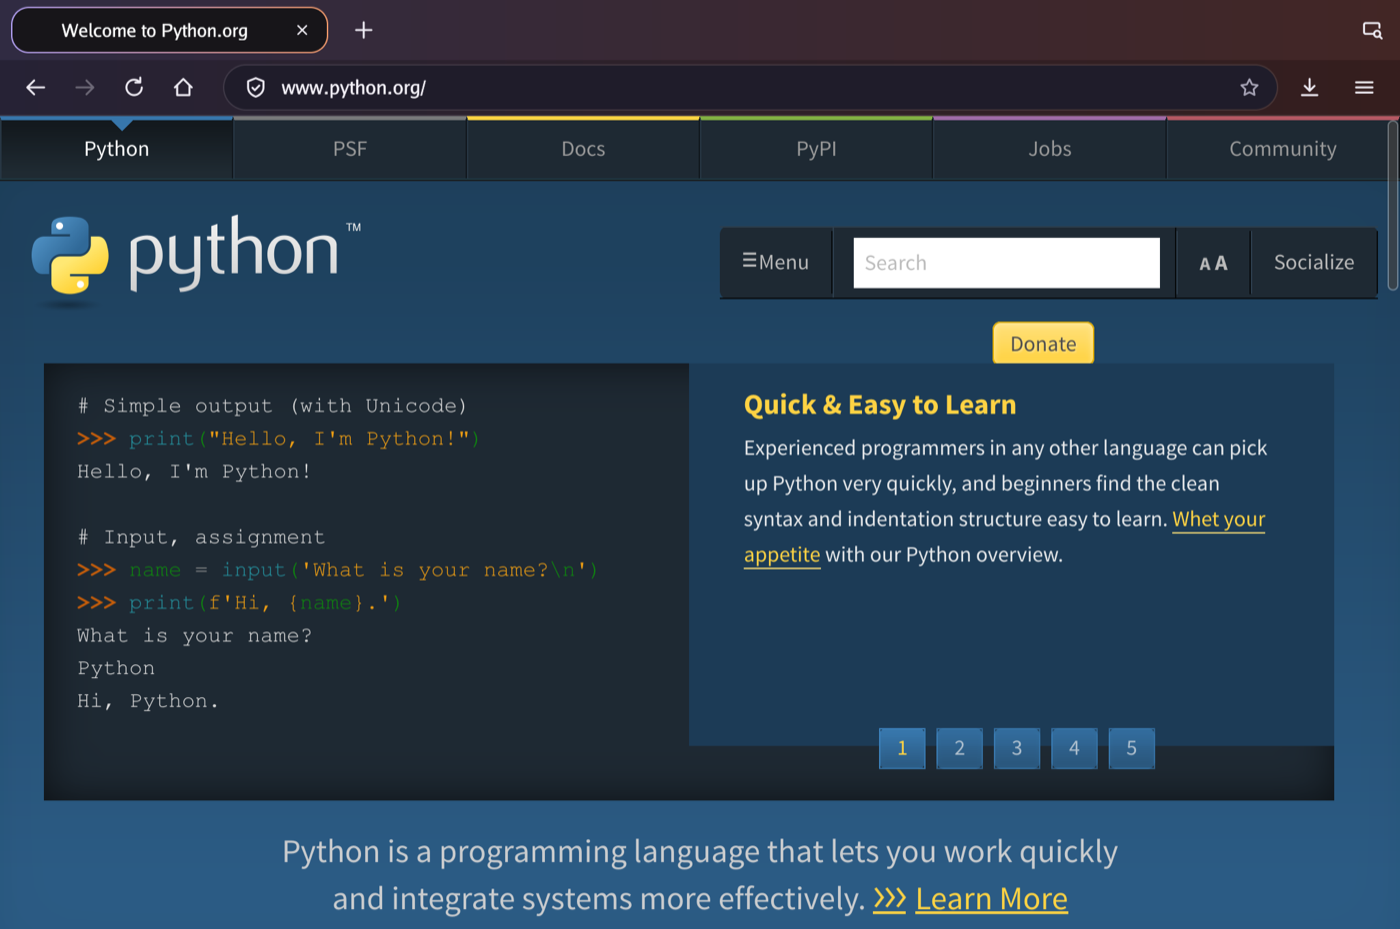 Welcome to Python.org
www.python.org/
Python
PSF
Docs
PyPI
Jobs
Community
python™
Menu
Search
A A
Socialize
Donate
# Simple output (with Unicode)
>>> print("Hello, I'm Python!")
Hello, I'm Python!
# Input, assignment
>>> name = input('What is your name?\n')
>>> print(f'Hi, {name}.')
What is your name?
Python
Hi, Python.
Quick & Easy to Learn
Experienced programmers in any other language can pick
up Python very quickly, and beginners find the clean
syntax and indentation structure easy to learn. Whet your
appetite with our Python overview.
1
2
3
4
5
Python is a programming language that lets you work quickly
and integrate systems more effectively. >>> Learn More